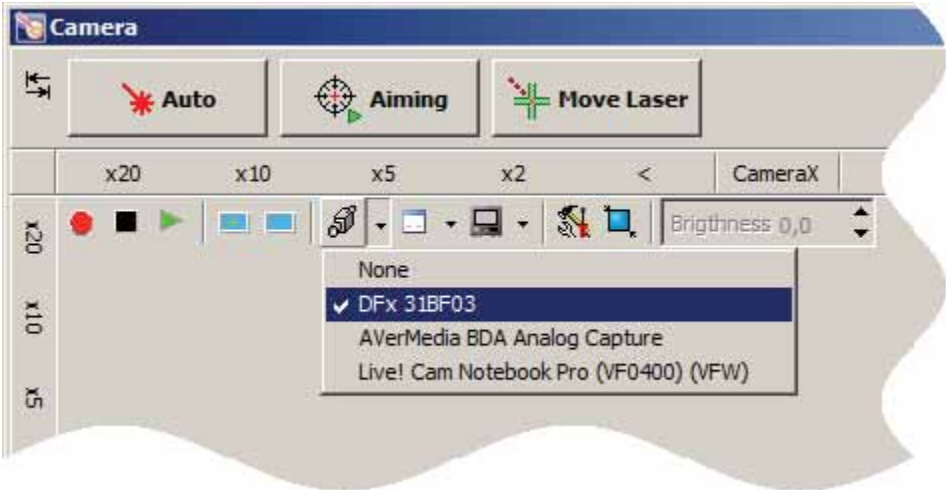 Camera
Auto Aiming Move Laser
x20 x10 x5 x2 < CameraX
x20 Brigthness 0,0
None
x10 DFx 31BF03
AVerMedia BDA Analog Capture
Live! Cam Notebook Pro (VF0400) (VFW)
x5